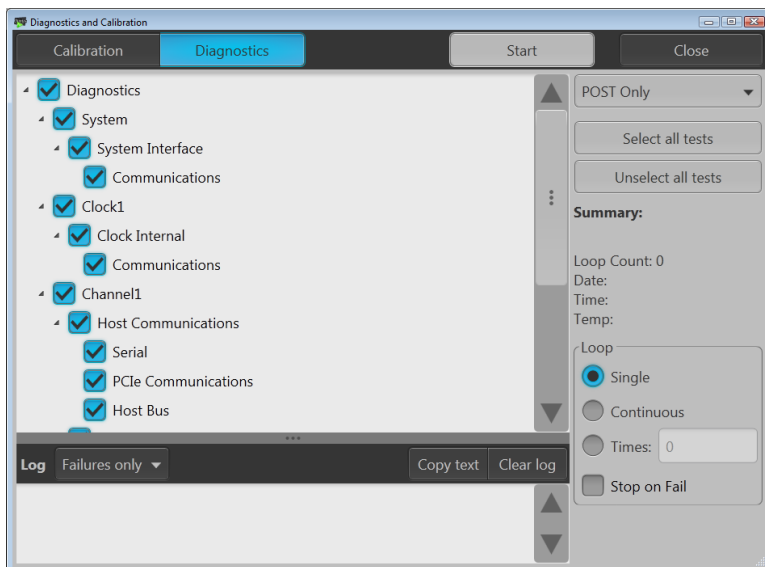 Diagnostics and Calibration
Calibration
Diagnostics
Start
Close
Diagnostics
System
System Interface
Communications
Clock1
Clock Internal
Communications
Channel1
Host Communications
Serial
PCIe Communications
Host Bus
POST Only
Select all tests
Unselect all tests
Summary:
Loop Count: 0
Date:
Time:
Temp:
Loop
Single
Continuous
Times: 0
Stop on Fail
Log Failures only
Copy text
Clear log